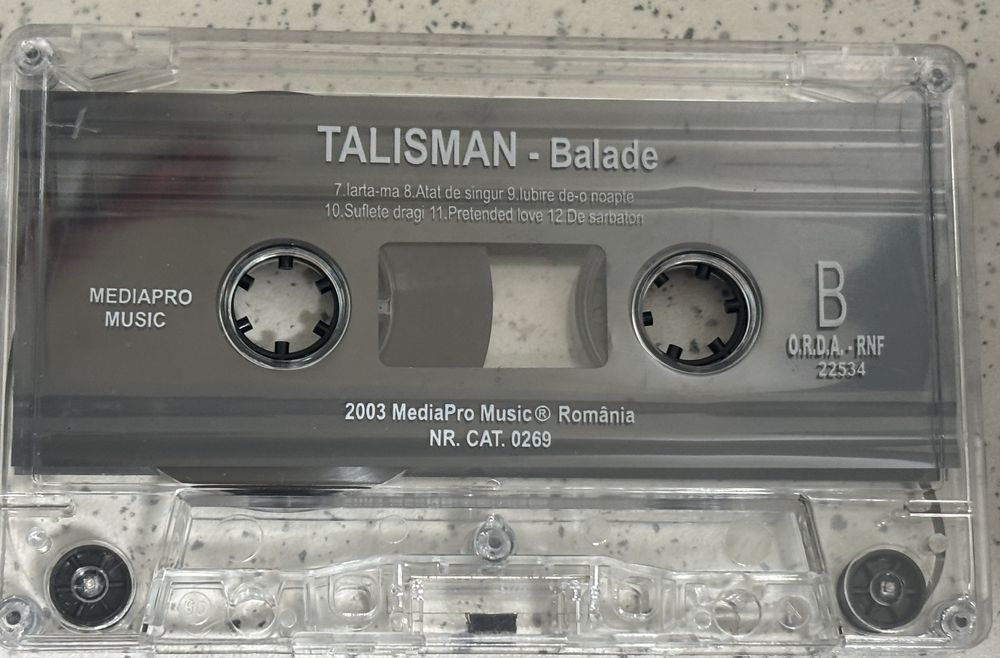 TALISMAN - Balade
7.Iarta-ma 8.Atat de singur 9.Iubire de-o noapte
10.Suflete dragi 11.Pretended love 12.De sarbatori
MEDIAPRO
MUSIC
B
O.R.D.A. - RNF
22534
2003 MediaPro Music® România
NR. CAT. 0269